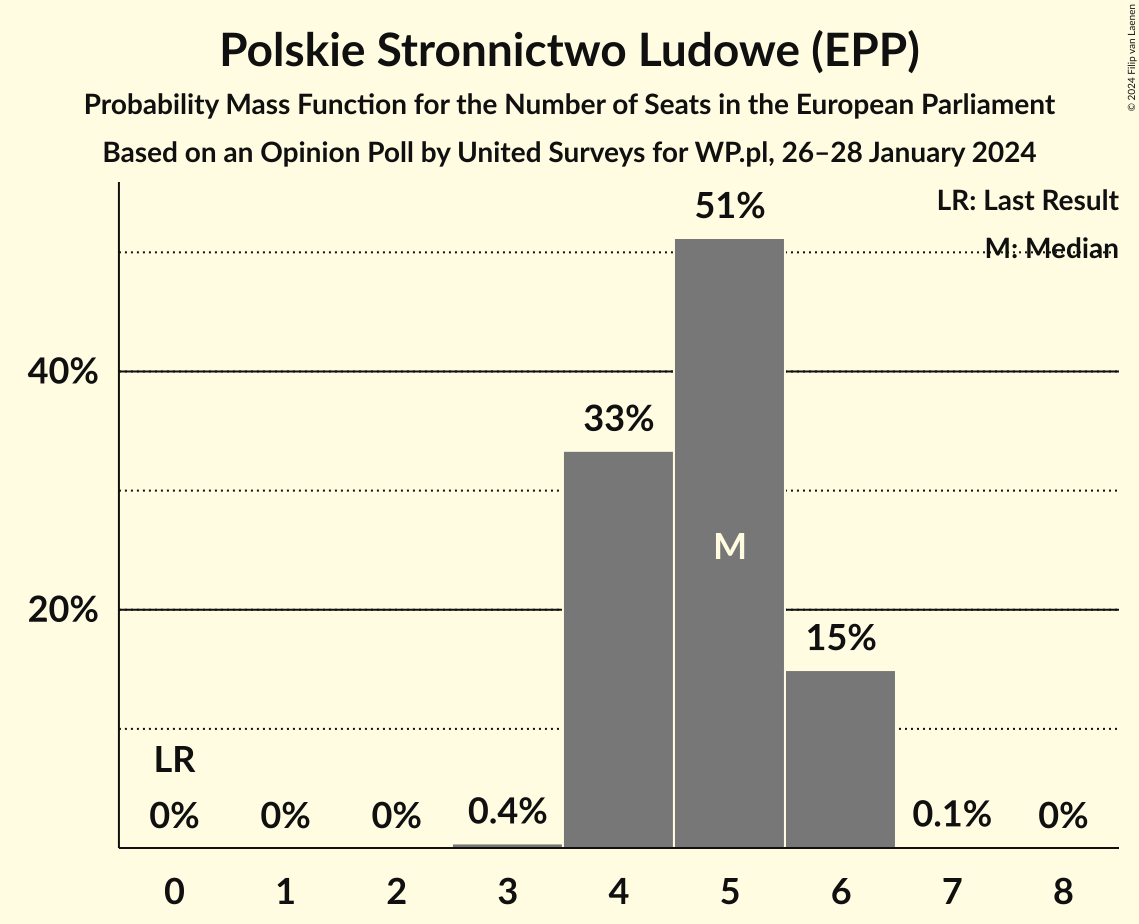 Polskie Stronnictwo Ludowe (EPP)
Probability Mass Function for the Number of Seats in the European Parliament
Based on an Opinion Poll by United Surveys for WP.pl, 26–28 January 2024
© 2024 Filip van Laenen
LR: Last Result
M: Median
51%
40%
33%
M
20%
15%
LR
0%
0%
0%
0.4%
0.1%
0%
0 1 2 3 4 5 6 7 8